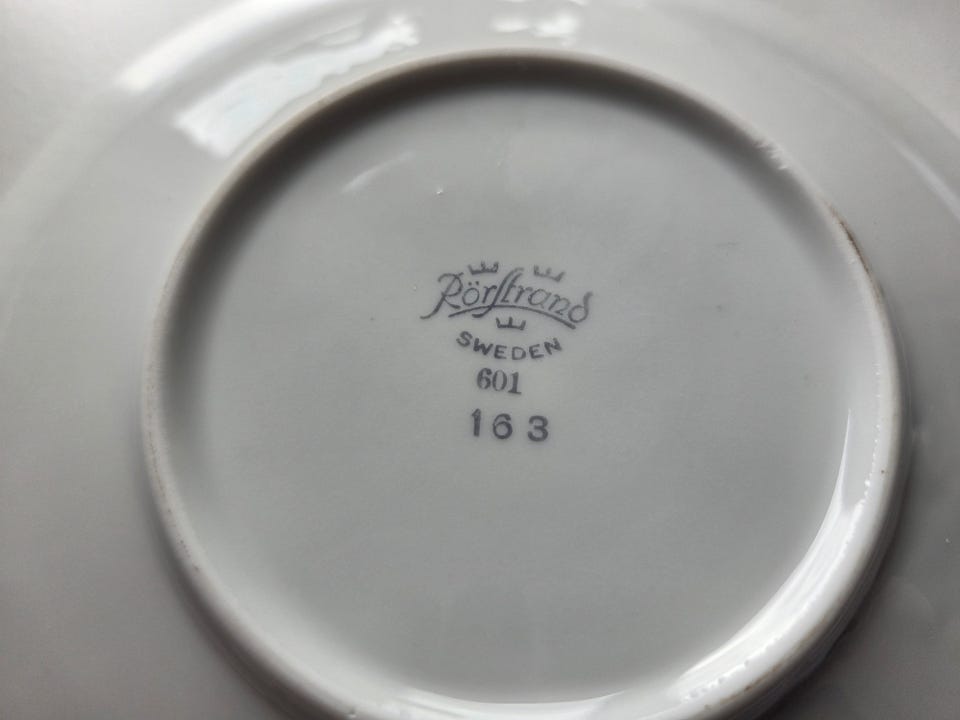 Rörstrand
SWEDEN
601
163